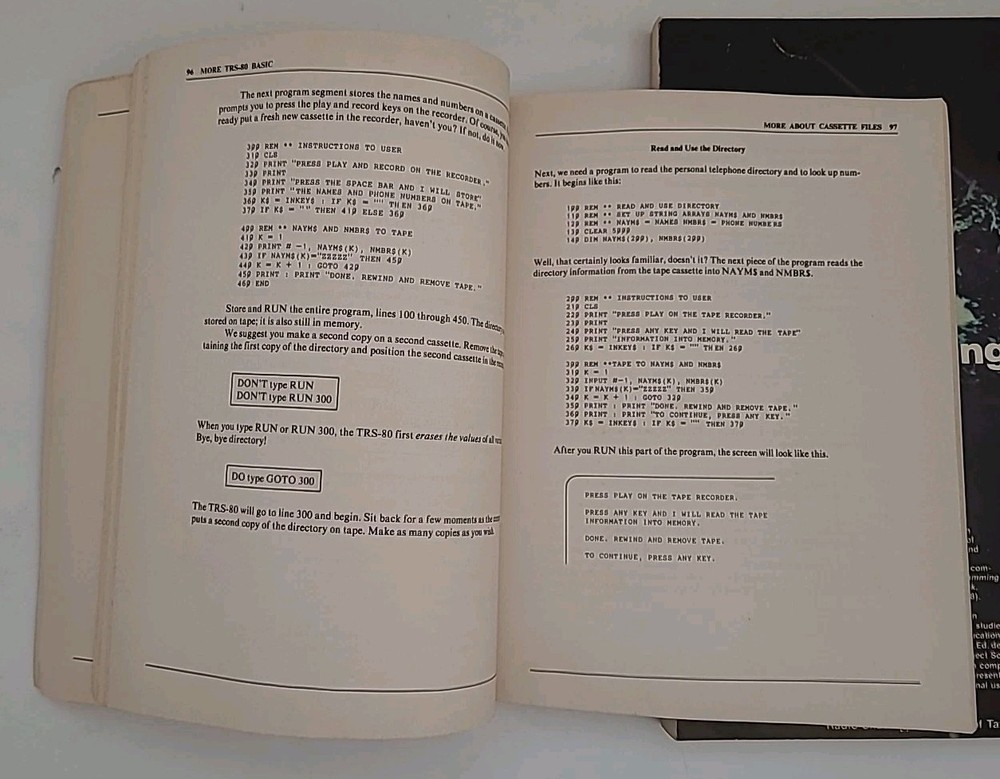 96 MORE TRS-80 BASIC
The next program segment stores the names and numbers on a
prompts you to press the play and record keys on the recorder. Of course,
ready put a fresh new cassette in the recorder, haven't you? If not, do it now
300 REM ** INSTRUCTIONS TO USER
310 CLS
320 PRINT "PRESS PLAY AND RECORD ON THE RECORDER."
330 PRINT
340 PRINT "PRESS THE SPACE BAR AND I WILL STORE"
350 PRINT "THE NAMES AND PHONE NUMBERS ON TAPE."
360 K$ = INKEY$ : IF K$ = "" THEN 360
370 IF K$ = " " THEN 410 ELSE 360
400 REM ** NAYM$ AND NMBR$ TO TAPE
410 K = 1
420 PRINT # -1, NAYM$(K), NMBR$(K)
430 IF NAYM$(K)="ZZZZZ" THEN 450
440 K = K + 1 : GOTO 420
450 PRINT : PRINT "DONE. REWIND AND REMOVE TAPE."
460 END
Store and RUN the entire program, lines 100 through 450. The
stored on tape; it is also still in memory.
We suggest you make a second copy on a second cassette. Remove the
taining the first copy of the directory and position the second cassette in the
DON'T type RUN
DON'T type RUN 300
When you type RUN or RUN 300, the TRS-80 first erases the values of all
Bye, bye directory!
DO type GOTO 300
The TRS-80 will go to line 300 and begin. Sit back for a few moments as the
puts a second copy of the directory on tape. Make as many copies as you wish.
MORE ABOUT CASSETTE FILES 97
Read and Use the Directory
Next, we need a program to read the personal telephone directory and to look up num-
bers. It begins like this:
100 REM ** READ AND USE DIRECTORY
110 REM ** SET UP STRING ARRAYS NAYM$ AND NMBR$
120 REM ** NAYM$ = NAMES NMBR$ = PHONE NUMBERS
130 CLEAR 5000
140 DIM NAYM$(200), NMBR$(200)
Well, that certainly looks familiar, doesn't it? The next piece of the program reads the
directory information from the tape cassette into NAYM$ and NMBR$.
200 REM ** INSTRUCTIONS TO USER
210 CLS
220 PRINT "PRESS PLAY ON THE TAPE RECORDER."
230 PRINT
240 PRINT "PRESS ANY KEY AND I WILL READ THE TAPE"
250 PRINT "INFORMATION INTO MEMORY."
260 K$ = INKEY$ : IF K$ = "" THEN 260
300 REM **TAPE TO NAYM$ AND NMBR$
310 K = 1
320 INPUT #-1, NAYM$(K), NMBR$(K)
330 IF NAYM$(K)="ZZZZZ" THEN 350
340 K = K + 1 : GOTO 320
350 PRINT : PRINT "DONE. REWIND AND REMOVE TAPE."
360 PRINT : PRINT "TO CONTINUE, PRESS ANY KEY."
370 K$ = INKEY$ : IF K$ = "" THEN 370
After you RUN this part of the program, the screen will look like this.
PRESS PLAY ON THE TAPE RECORDER.
PRESS ANY KEY AND I WILL READ THE TAPE
INFORMATION INTO MEMORY.
DONE. REWIND AND REMOVE TAPE.
TO CONTINUE, PRESS ANY KEY.
ng
nd
com-
mming
k.
n
studie
ication
Ed. de
ect Sc
comp
resent
nal us
f Ta